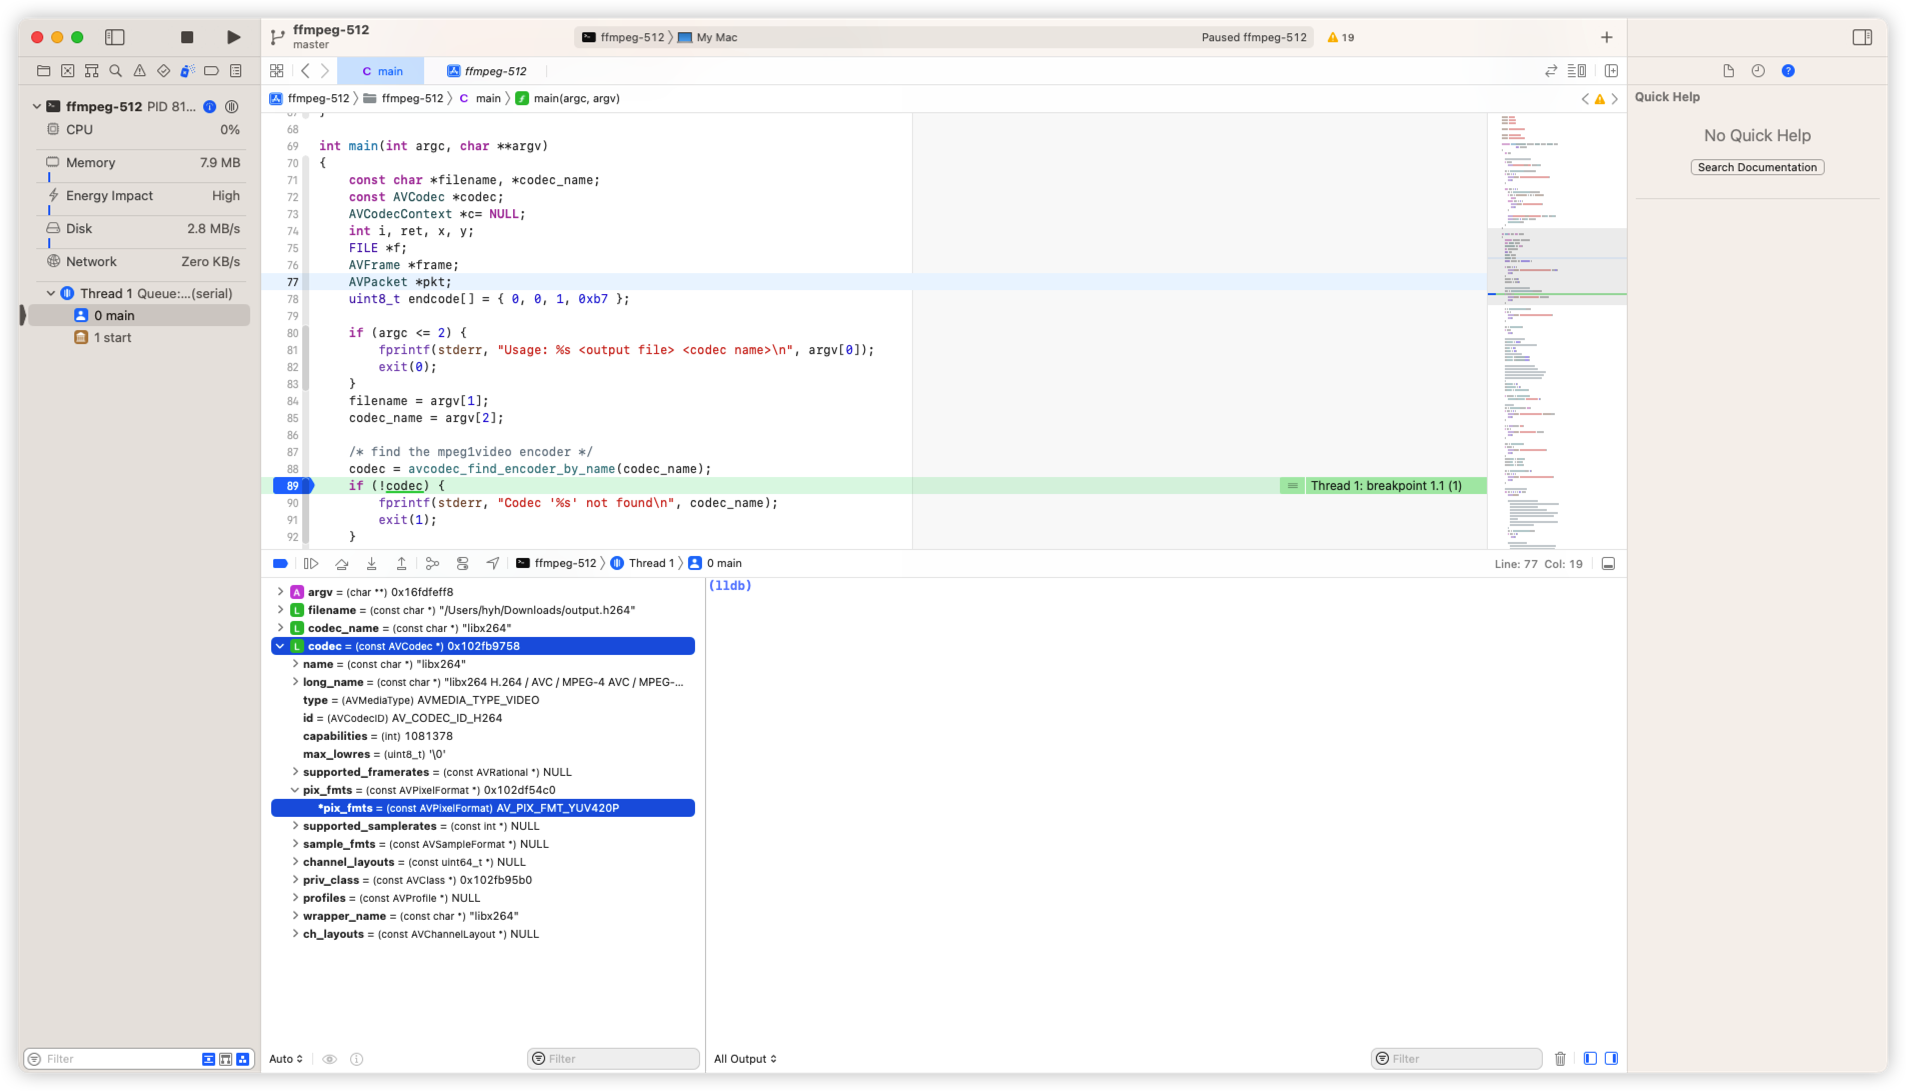 ffmpeg-512
master
ffmpeg-512 My Mac
Paused ffmpeg-512
19
C main
ffmpeg-512
ffmpeg-512 ffmpeg-512 C main main(argc, argv)
ffmpeg-512 PID 81...
CPU 0%
Memory 7.9 MB
Energy Impact High
Disk 2.8 MB/s
Network Zero KB/s
Thread 1 Queue:...(serial)
0 main
1 start
Filter
68
69 int main(int argc, char **argv)
70 {
71 const char *filename, *codec_name;
72 const AVCodec *codec;
73 AVCodecContext *c= NULL;
74 int i, ret, x, y;
75 FILE *f;
76 AVFrame *frame;
77 AVPacket *pkt;
78 uint8_t endcode[] = { 0, 0, 1, 0xb7 };
79
80 if (argc <= 2) {
81 fprintf(stderr, "Usage: %s <output file> <codec name>\n", argv[0]);
82 exit(0);
83 }
84 filename = argv[1];
85 codec_name = argv[2];
86
87 /* find the mpeg1video encoder */
88 codec = avcodec_find_encoder_by_name(codec_name);
89 if (!codec) {
Thread 1: breakpoint 1.1 (1)
90 fprintf(stderr, "Codec '%s' not found\n", codec_name);
91 exit(1);
92 }
ffmpeg-512 Thread 1 0 main
Line: 77 Col: 19
A argv = (char **) 0x16fdfeff8
L filename = (const char *) "/Users/hyh/Downloads/output.h264"
L codec_name = (const char *) "libx264"
L codec = (const AVCodec *) 0x102fb9758
name = (const char *) "libx264"
long_name = (const char *) "libx264 H.264 / AVC / MPEG-4 AVC / MPEG-...
type = (AVMediaType) AVMEDIA_TYPE_VIDEO
id = (AVCodecID) AV_CODEC_ID_H264
capabilities = (int) 1081378
max_lowres = (uint8_t) '\0'
supported_framerates = (const AVRational *) NULL
pix_fmts = (const AVPixelFormat *) 0x102df54c0
*pix_fmts = (const AVPixelFormat) AV_PIX_FMT_YUV420P
supported_samplerates = (const int *) NULL
sample_fmts = (const AVSampleFormat *) NULL
channel_layouts = (const uint64_t *) NULL
priv_class = (const AVClass *) 0x102fb95b0
profiles = (const AVProfile *) NULL
wrapper_name = (const char *) "libx264"
ch_layouts = (const AVChannelLayout *) NULL
Auto
Filter
(lldb)
All Output
Filter
Quick Help
No Quick Help
Search Documentation